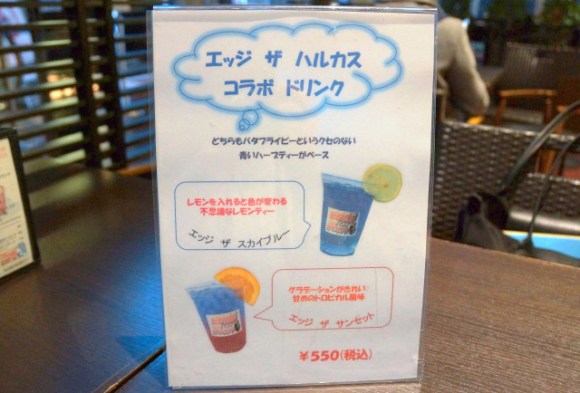 エッジ ザ ハルカス
コラボ ドリンク
どちらもバタフライピーというクセのない
青いハーブティーがベース
レモンを入れると色が変わる
不思議なレモンティー
エッジ ザ スカイブルー
グラデーションがきれい!
甘めのトロピカル風味
エッジ ザ サンセット
¥550(税込)